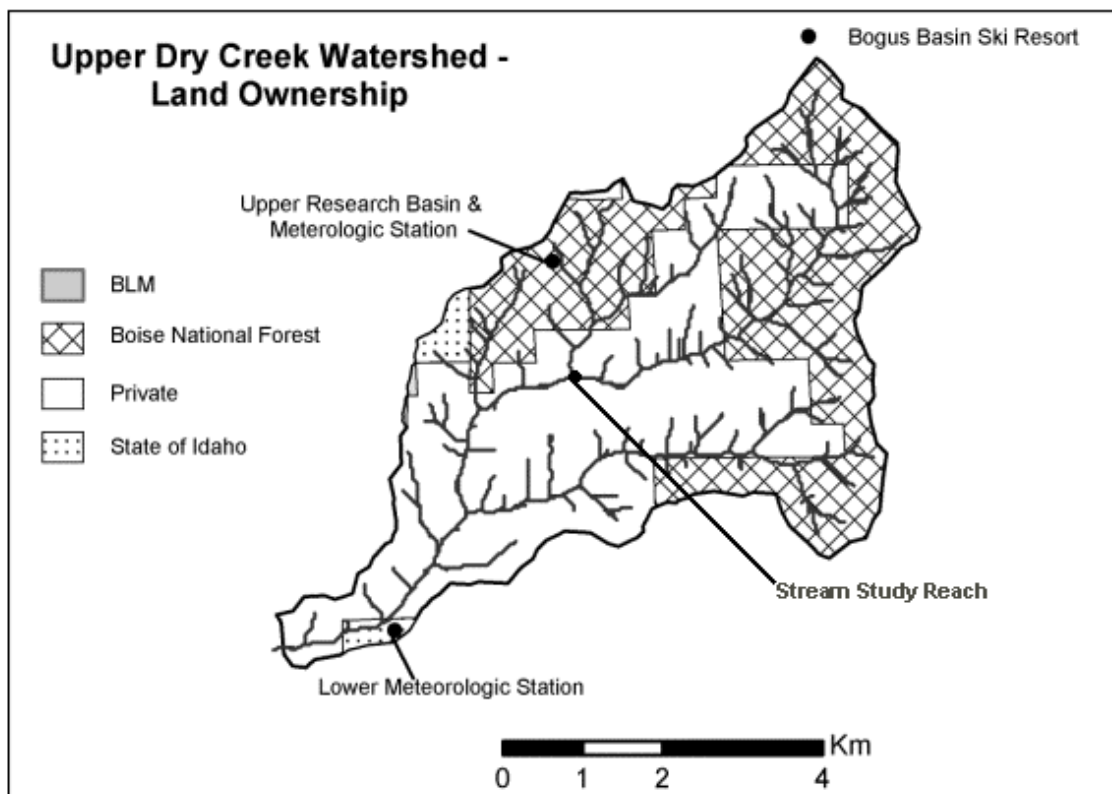 Upper Dry Creek Watershed -
Land Ownership
Bogus Basin Ski Resort
Upper Research Basin &
Meterologic Station
BLM
Boise National Forest
Private
State of Idaho
Stream Study Reach
Lower Meteorologic Station
Km
0 1 2 4